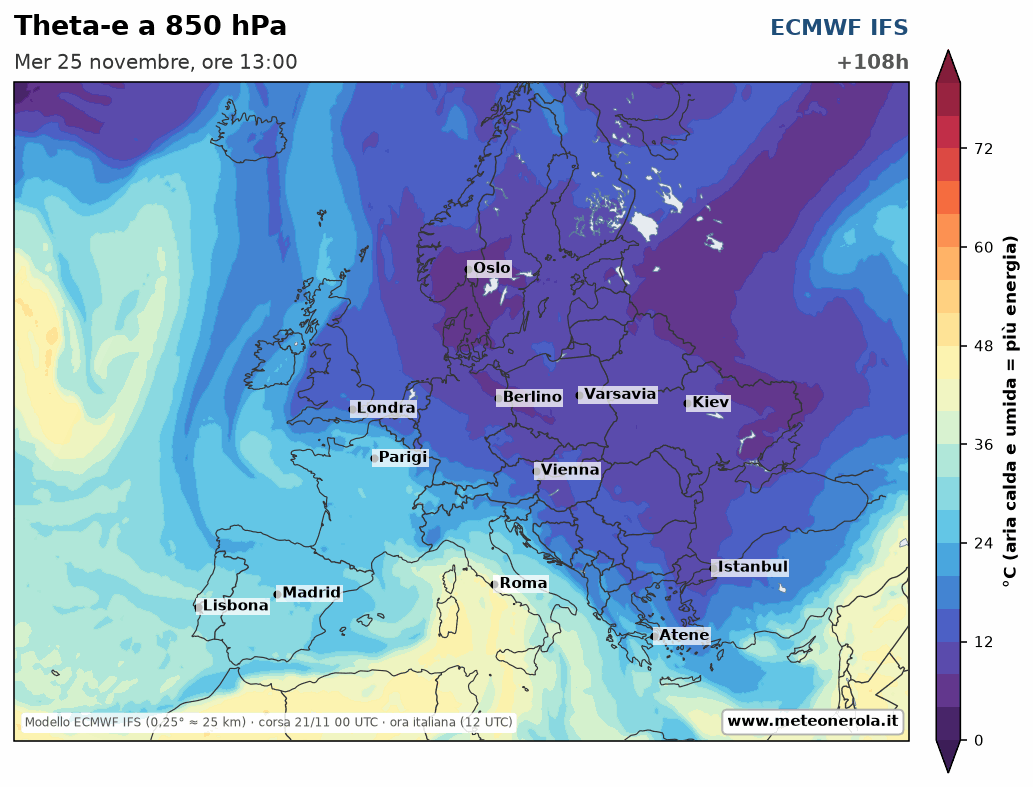 Theta-e a 850 hPa
ECMWF IFS
Mer 25 novembre, ore 13:00
+108h
Oslo
Londra
Berlino
Varsavia
Kiev
Parigi
Vienna
Istanbul
Roma
Madrid
Lisbona
Atene
Modello ECMWF IFS (0,25° ≈ 25 km) · corsa 21/11 00 UTC · ora italiana (12 UTC)
www.meteonerola.it
72
60
48
36
24
12
0
°C (aria calda e umida = più energia)